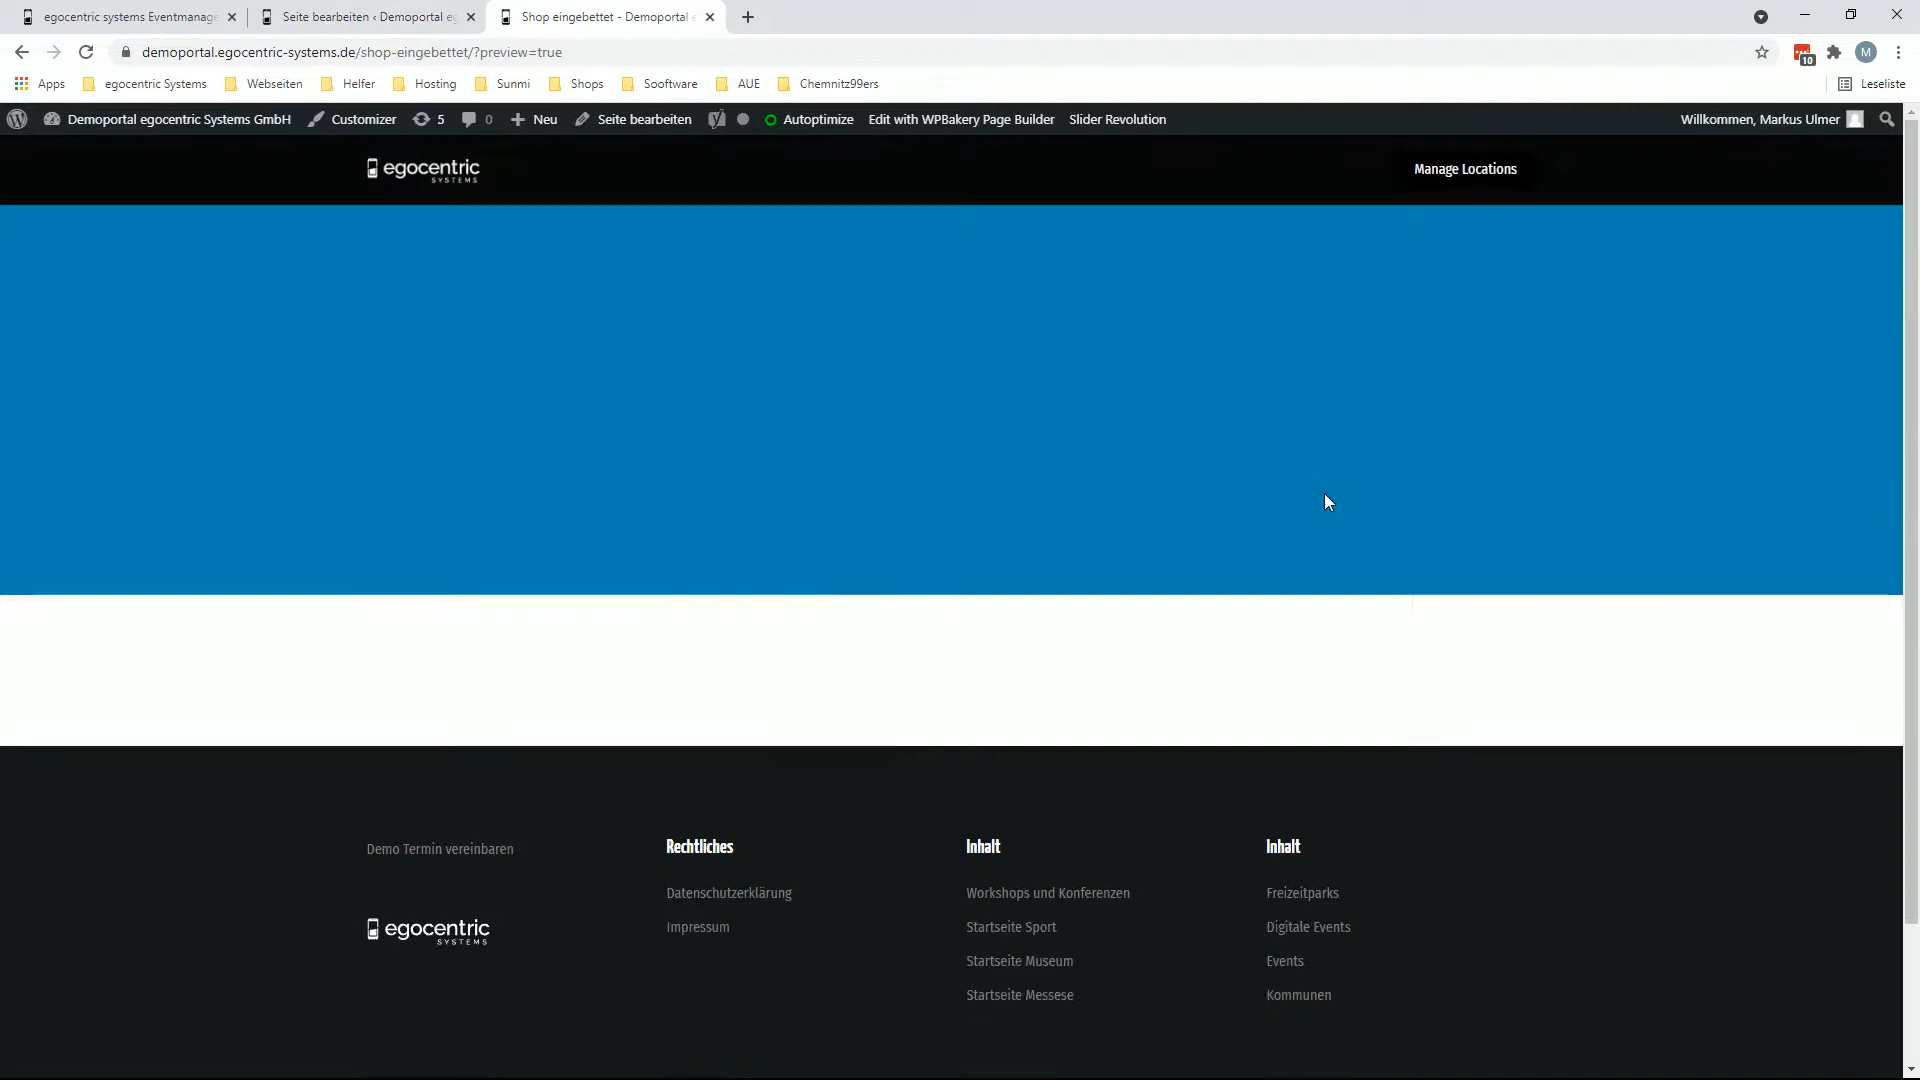 egocentric systems Eventmanage
Seite bearbeiten ‹ Demoportal eg
Shop eingebettet - Demoportal e
demoportal.egocentric-systems.de/shop-eingebettet/?preview=true
10
M
Apps
egocentric Systems
Webseiten
Helfer
Hosting
Sunmi
Shops
Sooftware
AUE
Chemnitz99ers
Leseliste
Demoportal egocentric Systems GmbH
Customizer
5
0
Neu
Seite bearbeiten
Autoptimize
Edit with WPBakery Page Builder
Slider Revolution
Willkommen, Markus Ulmer
egocentric
SYSTEMS
Manage Locations
Demo Termin vereinbaren
egocentric
SYSTEMS
Rechtliches
Datenschutzerklärung
Impressum
Inhalt
Workshops und Konferenzen
Startseite Sport
Startseite Museum
Startseite Messese
Inhalt
Freizeitparks
Digitale Events
Events
Kommunen